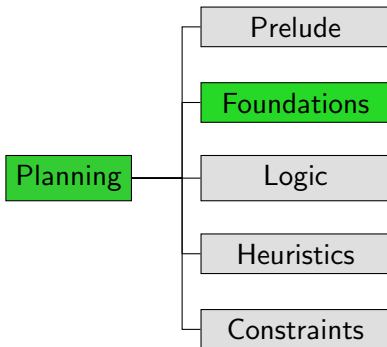 Prelude
Foundations
Planning
Logic
Heuristics
Constraints